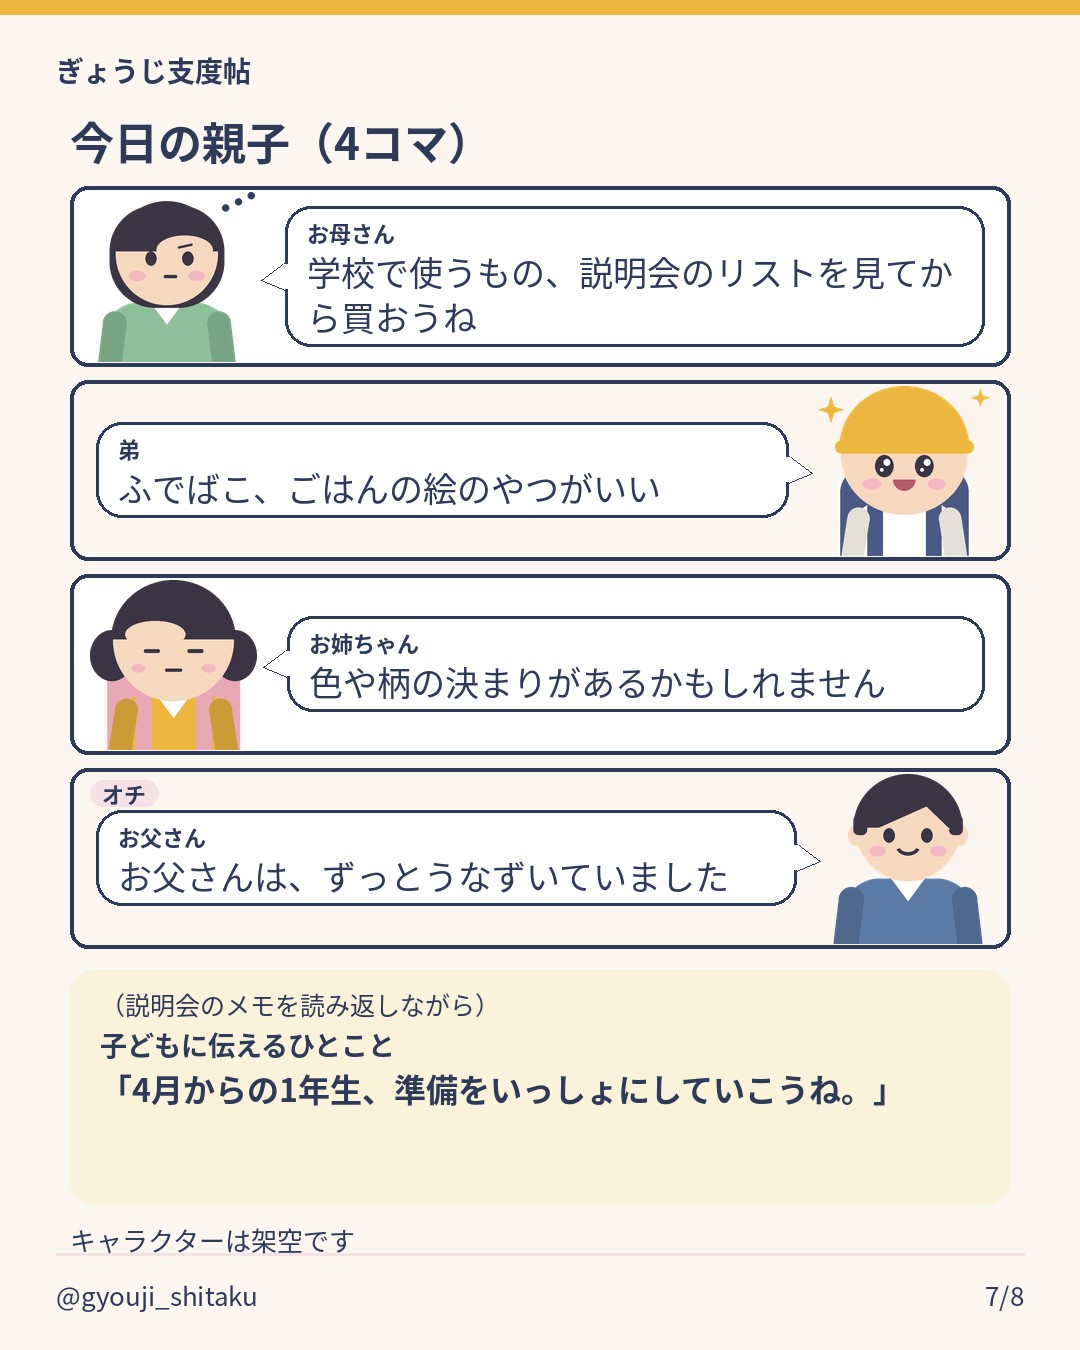 ぎょうじ支度帖
今日の親子（4コマ）
お母さん
学校で使うもの、説明会のリストを見てか
ら買おうね
弟
ふでばこ、ごはんの絵のやつがいい
お姉ちゃん
色や柄の決まりがあるかもしれません
オチ
お父さん
お父さんは、ずっとうなずいていました
（説明会のメモを読み返しながら）
子どもに伝えるひとこと
「4月からの1年生、準備をいっしょにしていこうね。」
キャラクターは架空です
@gyouji_shitaku
7/8